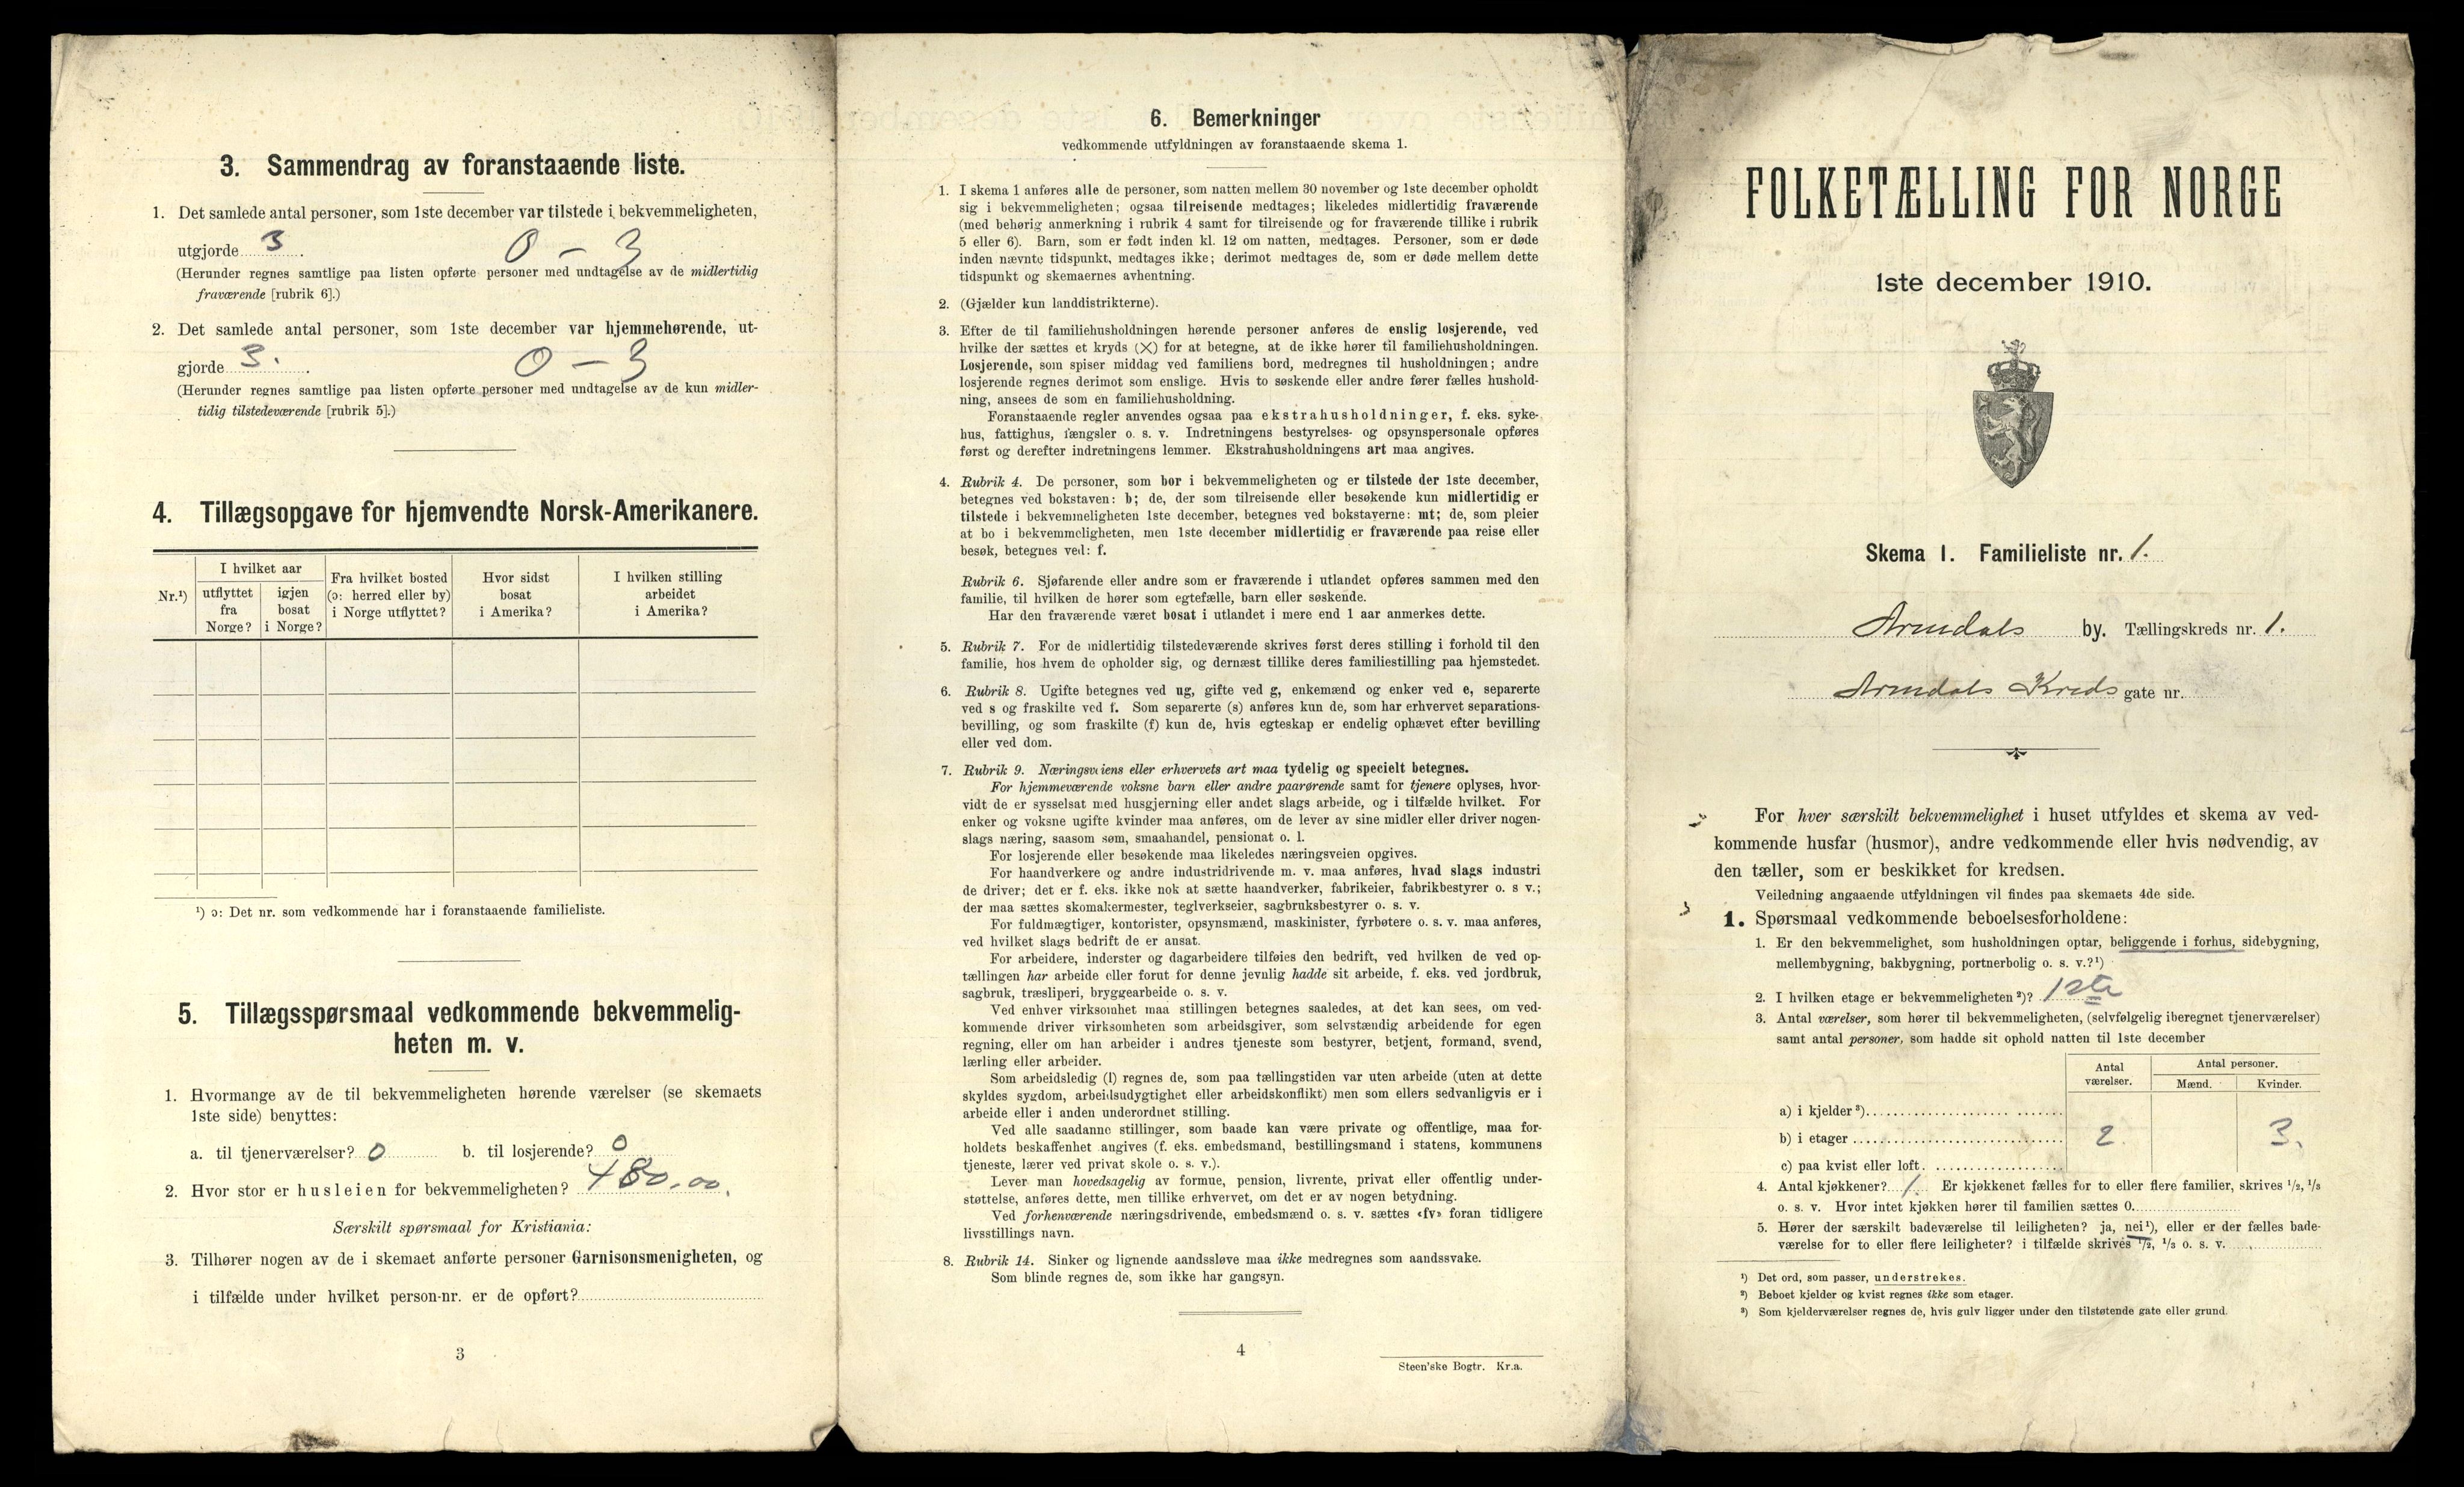 3. Sammendrag av foranstaaende liste.
1. Det samlede antal personer, som 1ste december var tilstede i bekvemmeligheten,
utgjorde 3. 0 – 3
(Herunder regnes samtlige paa listen opførte personer med undtagelse av de midlertidig
fraværende [rubrik 6].)
2. Det samlede antal personer, som 1ste december var hjemmehørende, ut-
gjorde 3. 0 – 3
(Herunder regnes samtlige paa listen opførte personer med undtagelse av de kun midler-
tidig tilstedeværende [rubrik 5].)
4. Tillægsopgave for hjemvendte Norsk-Amerikanere.
Nr.¹)
I hvilket aar
utflyttet fra Norge?
igjen bosat i Norge?
Fra hvilket bosted (ɔ: herred eller by) i Norge utflyttet?
Hvor sidst bosat i Amerika?
I hvilken stilling arbeidet i Amerika?
¹) ɔ: Det nr. som vedkommende har i foranstaaende familieliste.
5. Tillægsspørsmaal vedkommende bekvemmelig-
heten m. v.
1. Hvormange av de til bekvemmeligheten hørende værelser (se skemaets
1ste side) benyttes:
a. til tjenerværelser? 0 b. til losjerende? 0
2. Hvor stor er husleien for bekvemmeligheten? 480.00.
Særskilt spørsmaal for Kristiania:
3. Tilhører nogen av de i skemaet anførte personer Garnisonsmenigheten, og
i tilfælde under hvilket person-nr. er de opført?
3
6. Bemerkninger
vedkommende utfyldningen av foranstaaende skema 1.
1. I skema 1 anføres alle de personer, som natten mellem 30 november og 1ste december opholdt
sig i bekvemmeligheten; ogsaa tilreisende medtages; likeledes midlertidig fraværende
(med behørig anmerkning i rubrik 4 samt for tilreisende og for fraværende tillike i rubrik
5 eller 6). Barn, som er født inden kl. 12 om natten, medtages. Personer, som er døde
inden nævnte tidspunkt, medtages ikke; derimot medtages de, som er døde mellem dette
tidspunkt og skemaernes avhentning.
2. (Gjælder kun landdistrikterne).
3. Efter de til familiehusholdningen hørende personer anføres de enslig losjerende, ved
hvilke der sættes et kryds (X) for at betegne, at de ikke hører til familiehusholdningen.
Losjerende, som spiser middag ved familiens bord, medregnes til husholdningen; andre
losjerende regnes derimot som enslige. Hvis to søskende eller andre fører fælles hushold-
ning, ansees de som en familiehusholdning.
Foranstaaende regler anvendes ogsaa paa ekstrahusholdninger, f. eks. syke-
hus, fattighus, fængsler o. s. v. Indretningens bestyrelses- og opsynspersonale opføres
først og derefter indretningens lemmer. Ekstrahusholdningens art maa angives.
4. Rubrik 4. De personer, som bor i bekvemmeligheten og er tilstede der 1ste december,
betegnes ved bokstaven: b; de, der som tilreisende eller besøkende kun midlertidig er
tilstede i bekvemmeligheten 1ste december, betegnes ved bokstaverne: mt; de, som pleier
at bo i bekvemmeligheten, men 1ste december midlertidig er fraværende paa reise eller
besøk, betegnes ved: f.
Rubrik 6. Sjøfarende eller andre som er fraværende i utlandet opføres sammen med den
familie, til hvilken de hører som egtefælle, barn eller søskende.
Har den fraværende været bosat i utlandet i mere end 1 aar anmerkes dette.
5. Rubrik 7. For de midlertidig tilstedeværende skrives først deres stilling i forhold til den
familie, hos hvem de opholder sig, og dernæst tillike deres familiestilling paa hjemstedet.
6. Rubrik 8. Ugifte betegnes ved ug, gifte ved g, enkemænd og enker ved e, separerte
ved s og fraskilte ved f. Som separerte (s) anføres kun de, som har erhvervet separations-
bevilling, og som fraskilte (f) kun de, hvis egteskap er endelig ophævet efter bevilling
eller ved dom.
7. Rubrik 9. Næringsveiens eller erhvervets art maa tydelig og specielt betegnes.
For hjemmeværende voksne barn eller andre paarørende samt for tjenere oplyses, hvor-
vidt de er sysselsat med husgjerning eller andet slags arbeide, og i tilfælde hvilket. For
enker og voksne ugifte kvinder maa anføres, om de lever av sine midler eller driver nogen-
slags næring, saasom søm, smaahandel, pensionat o. l.
For losjerende eller besøkende maa likeledes næringsveien opgives.
For haandverkere og andre industridrivende m. v. maa anføres, hvad slags industri
de driver; det er f. eks. ikke nok at sætte haandverker, fabrikeier, fabrikbestyrer o. s v.;
der maa sættes skomakermester, teglverkseier, sagbruksbestyrer o. s. v.
For fuldmægtiger, kontorister, opsynsmænd, maskinister, fyrbøtere o. s. v. maa anføres,
ved hvilket slags bedrift de er ansat.
For arbeidere, inderster og dagarbeidere tilføies den bedrift, ved hvilken de ved op-
tællingen har arbeide eller forut for denne jevnlig hadde sit arbeide, f. eks. ved jordbruk,
sagbruk, træsliperi, bryggearbeide o. s. v.
Ved enhver virksomhet maa stillingen betegnes saaledes, at det kan sees, om ved-
kommende driver virksomheten som arbeidsgiver, som selvstændig arbeidende for egen
regning, eller om han arbeider i andres tjeneste som bestyrer, betjent, formand, svend,
lærling eller arbeider.
Som arbeidsledig (l) regnes de, som paa tællingstiden var uten arbeide (uten at dette
skyldes sygdom, arbeidsudygtighet eller arbeidskonflikt) men som ellers sedvanligvis er i
arbeide eller i anden underordnet stilling.
Ved alle saadanne stillinger, som baade kan være private og offentlige, maa for-
holdets beskaffenhet angives (f. eks. embedsmand, bestillingsmand i statens, kommunens
tjeneste, lærer ved privat skole o. s. v.).
Lever man hovedsagelig av formue, pension, livrente, privat eller offentlig under-
støttelse, anføres dette, men tillike erhvervet, om det er av nogen betydning.
Ved forhenværende næringsdrivende, embedsmænd o. s. v. sættes «fv» foran tidligere
livsstillings navn.
8. Rubrik 14. Sinker og lignende aandssløve maa ikke medregnes som aandssvake.
Som blinde regnes de, som ikke har gangsyn.
4
Steen'ske Bogtr. Kr.a.
FOLKETÆLLING FOR NORGE
1ste december 1910.
Skema 1. Familieliste nr. 1.
Arendals by. Tællingskreds nr. 1.
Arendals Kreds gate nr.
For hver særskilt bekvemmelighet i huset utfyldes et skema av ved-
kommende husfar (husmor), andre vedkommende eller hvis nødvendig, av
den tæller, som er beskikket for kredsen.
Veiledning angaaende utfyldningen vil findes paa skemaets 4de side.
1. Spørsmaal vedkommende beboelsesforholdene:
1. Er den bekvemmelighet, som husholdningen optar, beliggende i forhus, sidebygning,
mellembygning, bakbygning, portnerbolig o. s. v.?¹)
2. I hvilken etage er bekvemmeligheten²)? 1ste
3. Antal værelser, som hører til bekvemmeligheten, (selvfølgelig iberegnet tjenerværelser)
samt antal personer, som hadde sit ophold natten til 1ste december
Antal værelser.
Antal personer.
Mænd. Kvinder.
a) i kjelder³)
b) i etager 2 3.
c) paa kvist eller loft.
4. Antal kjøkkener? 1. Er kjøkkenet fælles for to eller flere familier, skrives ¹/₂, ¹/₃
o. s. v. Hvor intet kjøkken hører til familien sættes 0.
5. Hører der særskilt badeværelse til leiligheten? ja, nei¹), eller er der fælles bade-
værelse for to eller flere leiligheter? i tilfælde skrives ¹/₂, ¹/₃ o. s. v.
¹) Det ord, som passer, understrekes.
²) Beboet kjelder og kvist regnes ikke som etager.
³) Som kjelderværelser regnes de, hvis gulv ligger under den tilstøtende gate eller grund.